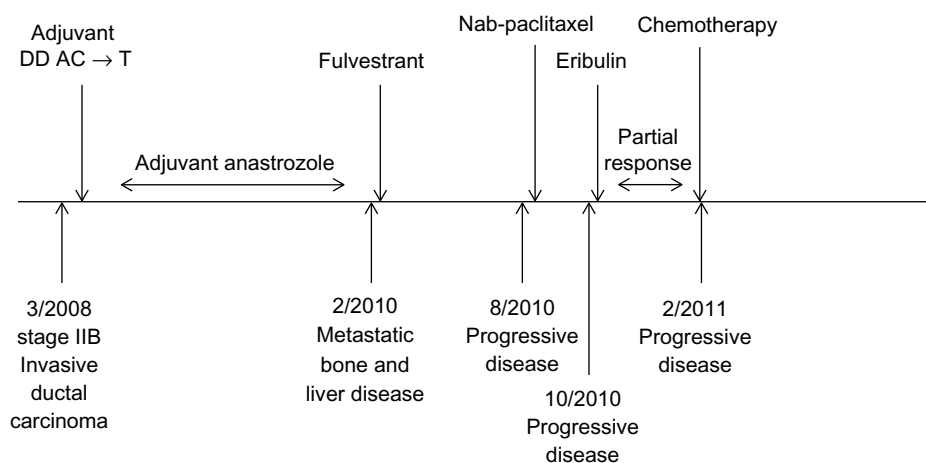 Adjuvant
DD AC → T
Fulvestrant
Nab-paclitaxel
Eribulin
Chemotherapy
Adjuvant anastrozole
Partial
response
3/2008
stage IIB
Invasive
ductal
carcinoma
2/2010
Metastatic
bone and
liver disease
8/2010
Progressive
disease
10/2010
Progressive
disease
2/2011
Progressive
disease